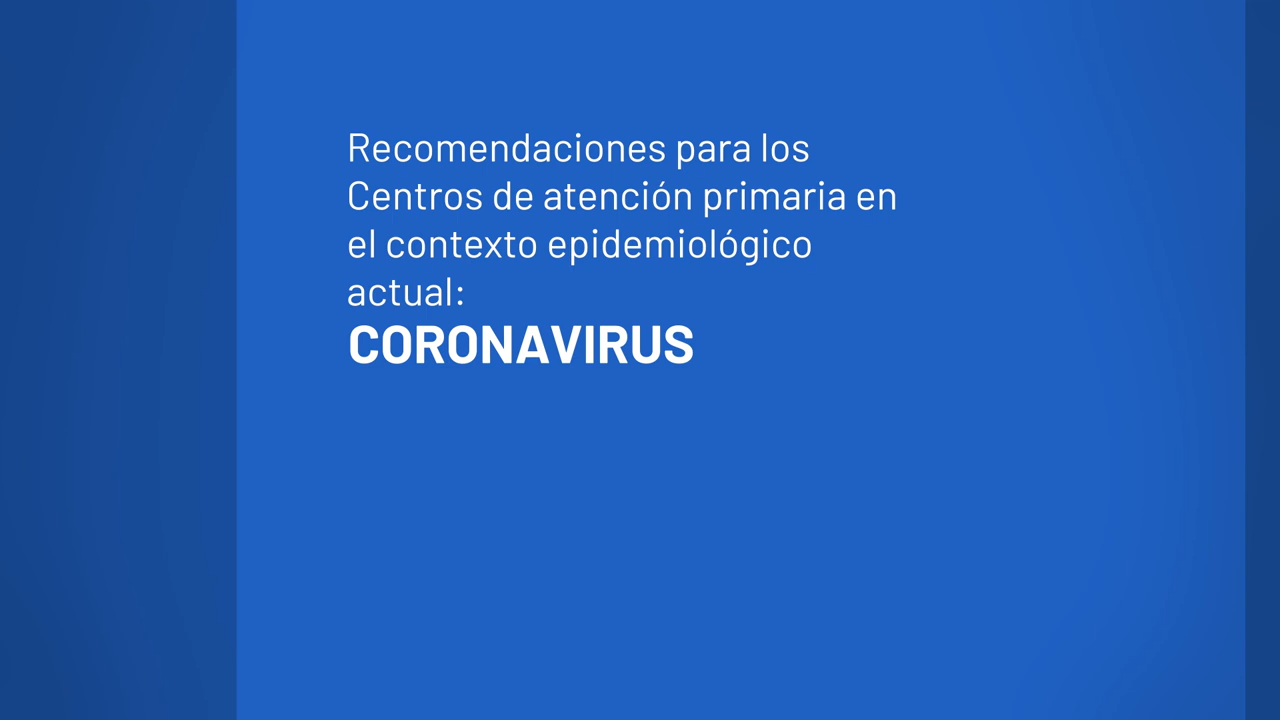 Recomendaciones para los
Centros de atención primaria en
el contexto epidemiológico
actual:
CORONAVIRUS